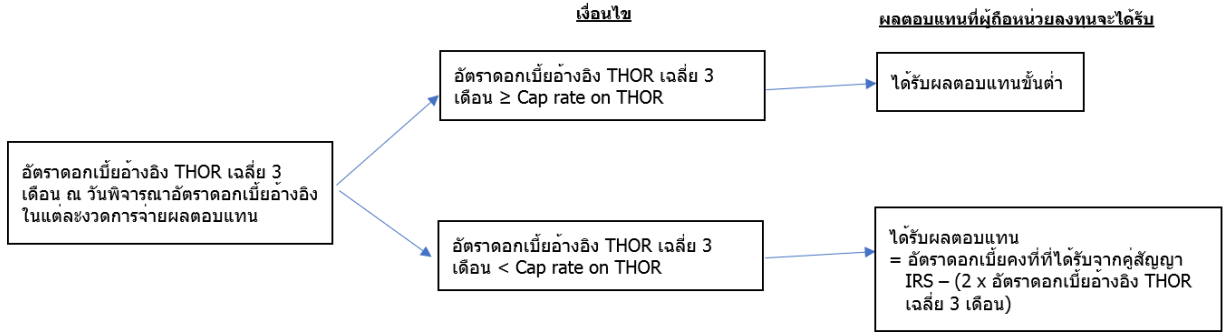 เงื่อนไข
ผลตอบแทนที่ผู้ถือหน่วยลงทุนจะได้รับ
อัตราดอกเบี้ยอ้างอิง THOR เฉลี่ย 3
เดือน ≥ Cap rate on THOR
ได้รับผลตอบแทนขั้นต่ำ
อัตราดอกเบี้ยอ้างอิง THOR เฉลี่ย 3
เดือน ณ วันพิจารณาอัตราดอกเบี้ยอ้างอิง
ในแต่ละงวดการจ่ายผลตอบแทน
อัตราดอกเบี้ยอ้างอิง THOR เฉลี่ย 3
เดือน < Cap rate on THOR
ได้รับผลตอบแทน
= อัตราดอกเบี้ยคงที่ที่ได้รับจากคู่สัญญา
IRS – (2 x อัตราดอกเบี้ยอ้างอิง THOR
เฉลี่ย 3 เดือน)